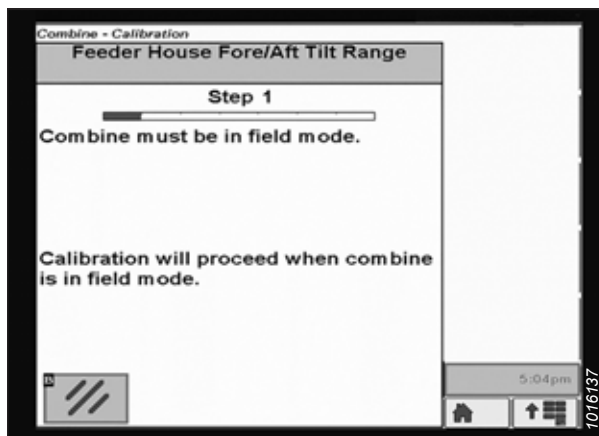 Combine - Calibration
Feeder House Fore/Aft Tilt Range
Step 1
Combine must be in field mode.
Calibration will proceed when combine
is in field mode.
5:04pm
1016137